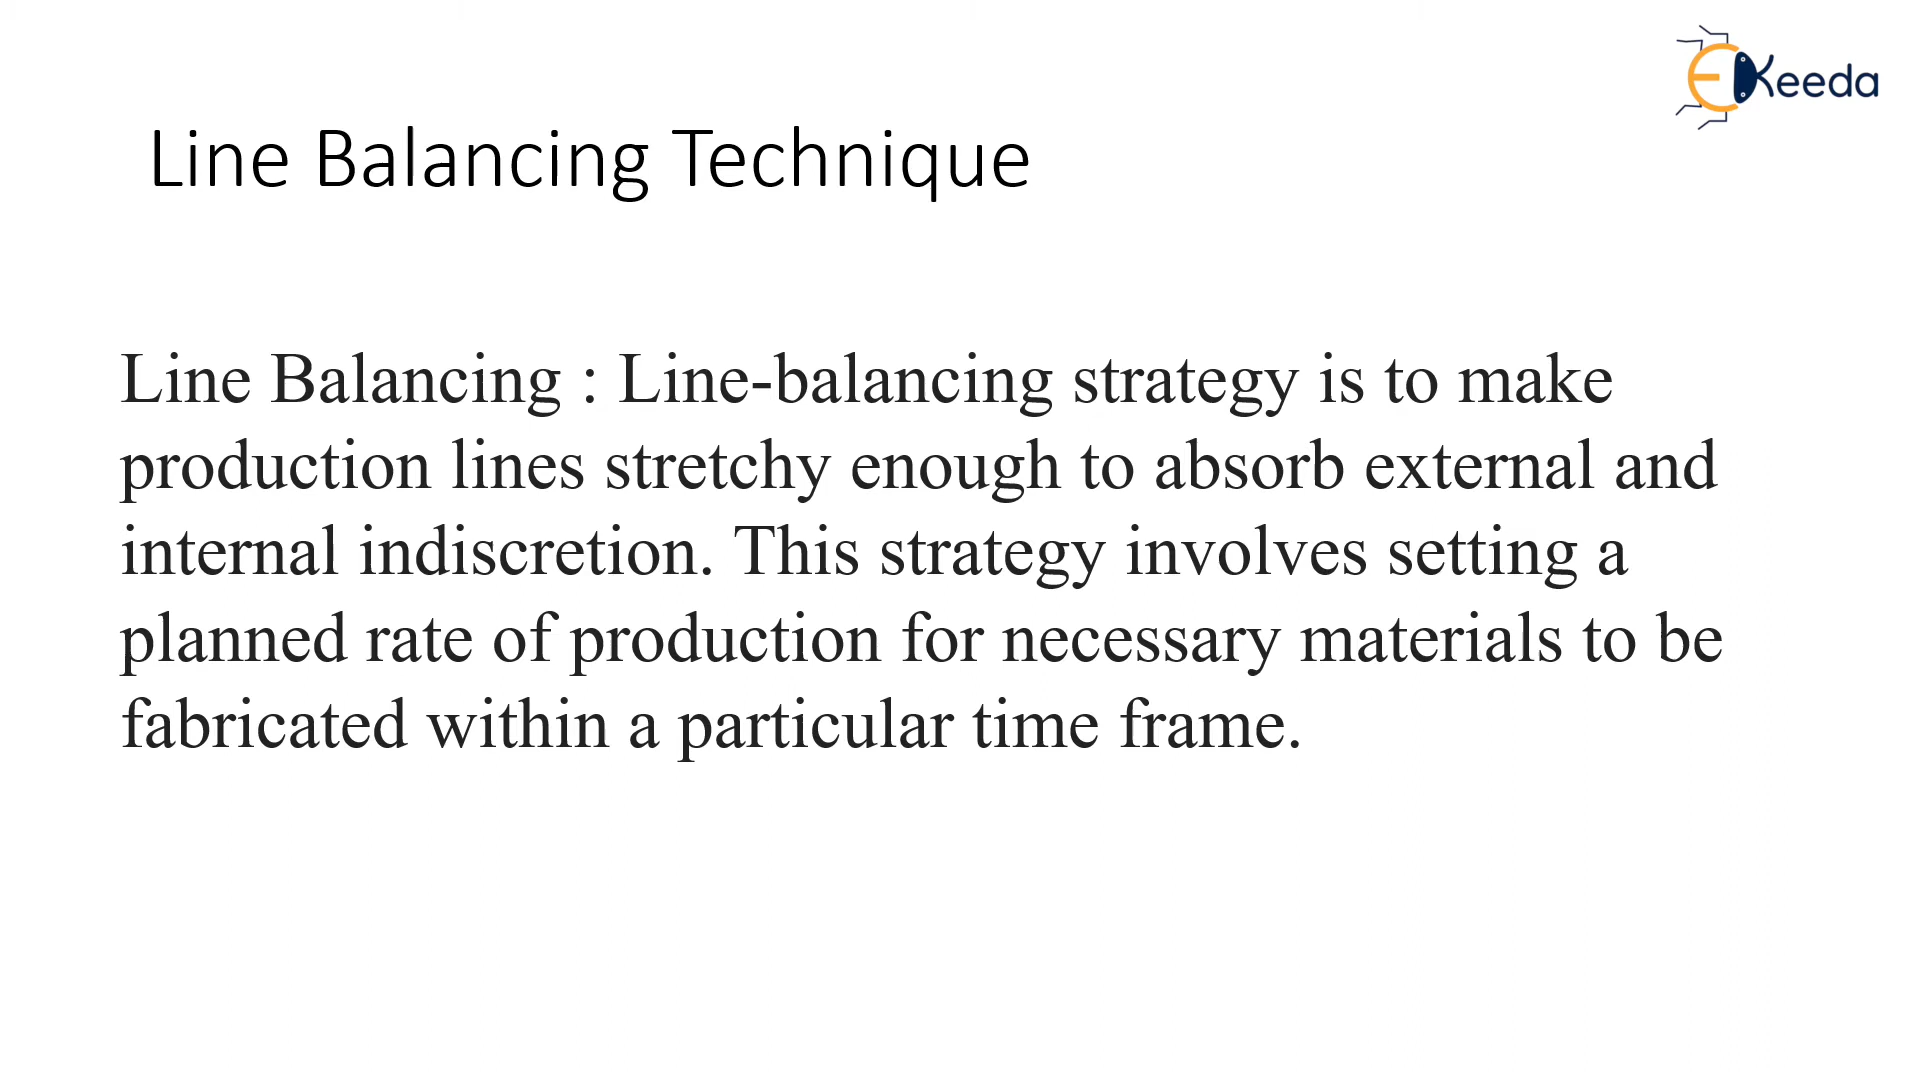 EKeeda
Line Balancing Technique
Line Balancing : Line-balancing strategy is to make
production lines stretchy enough to absorb external and
internal indiscretion. This strategy involves setting a
planned rate of production for necessary materials to be
fabricated within a particular time frame.